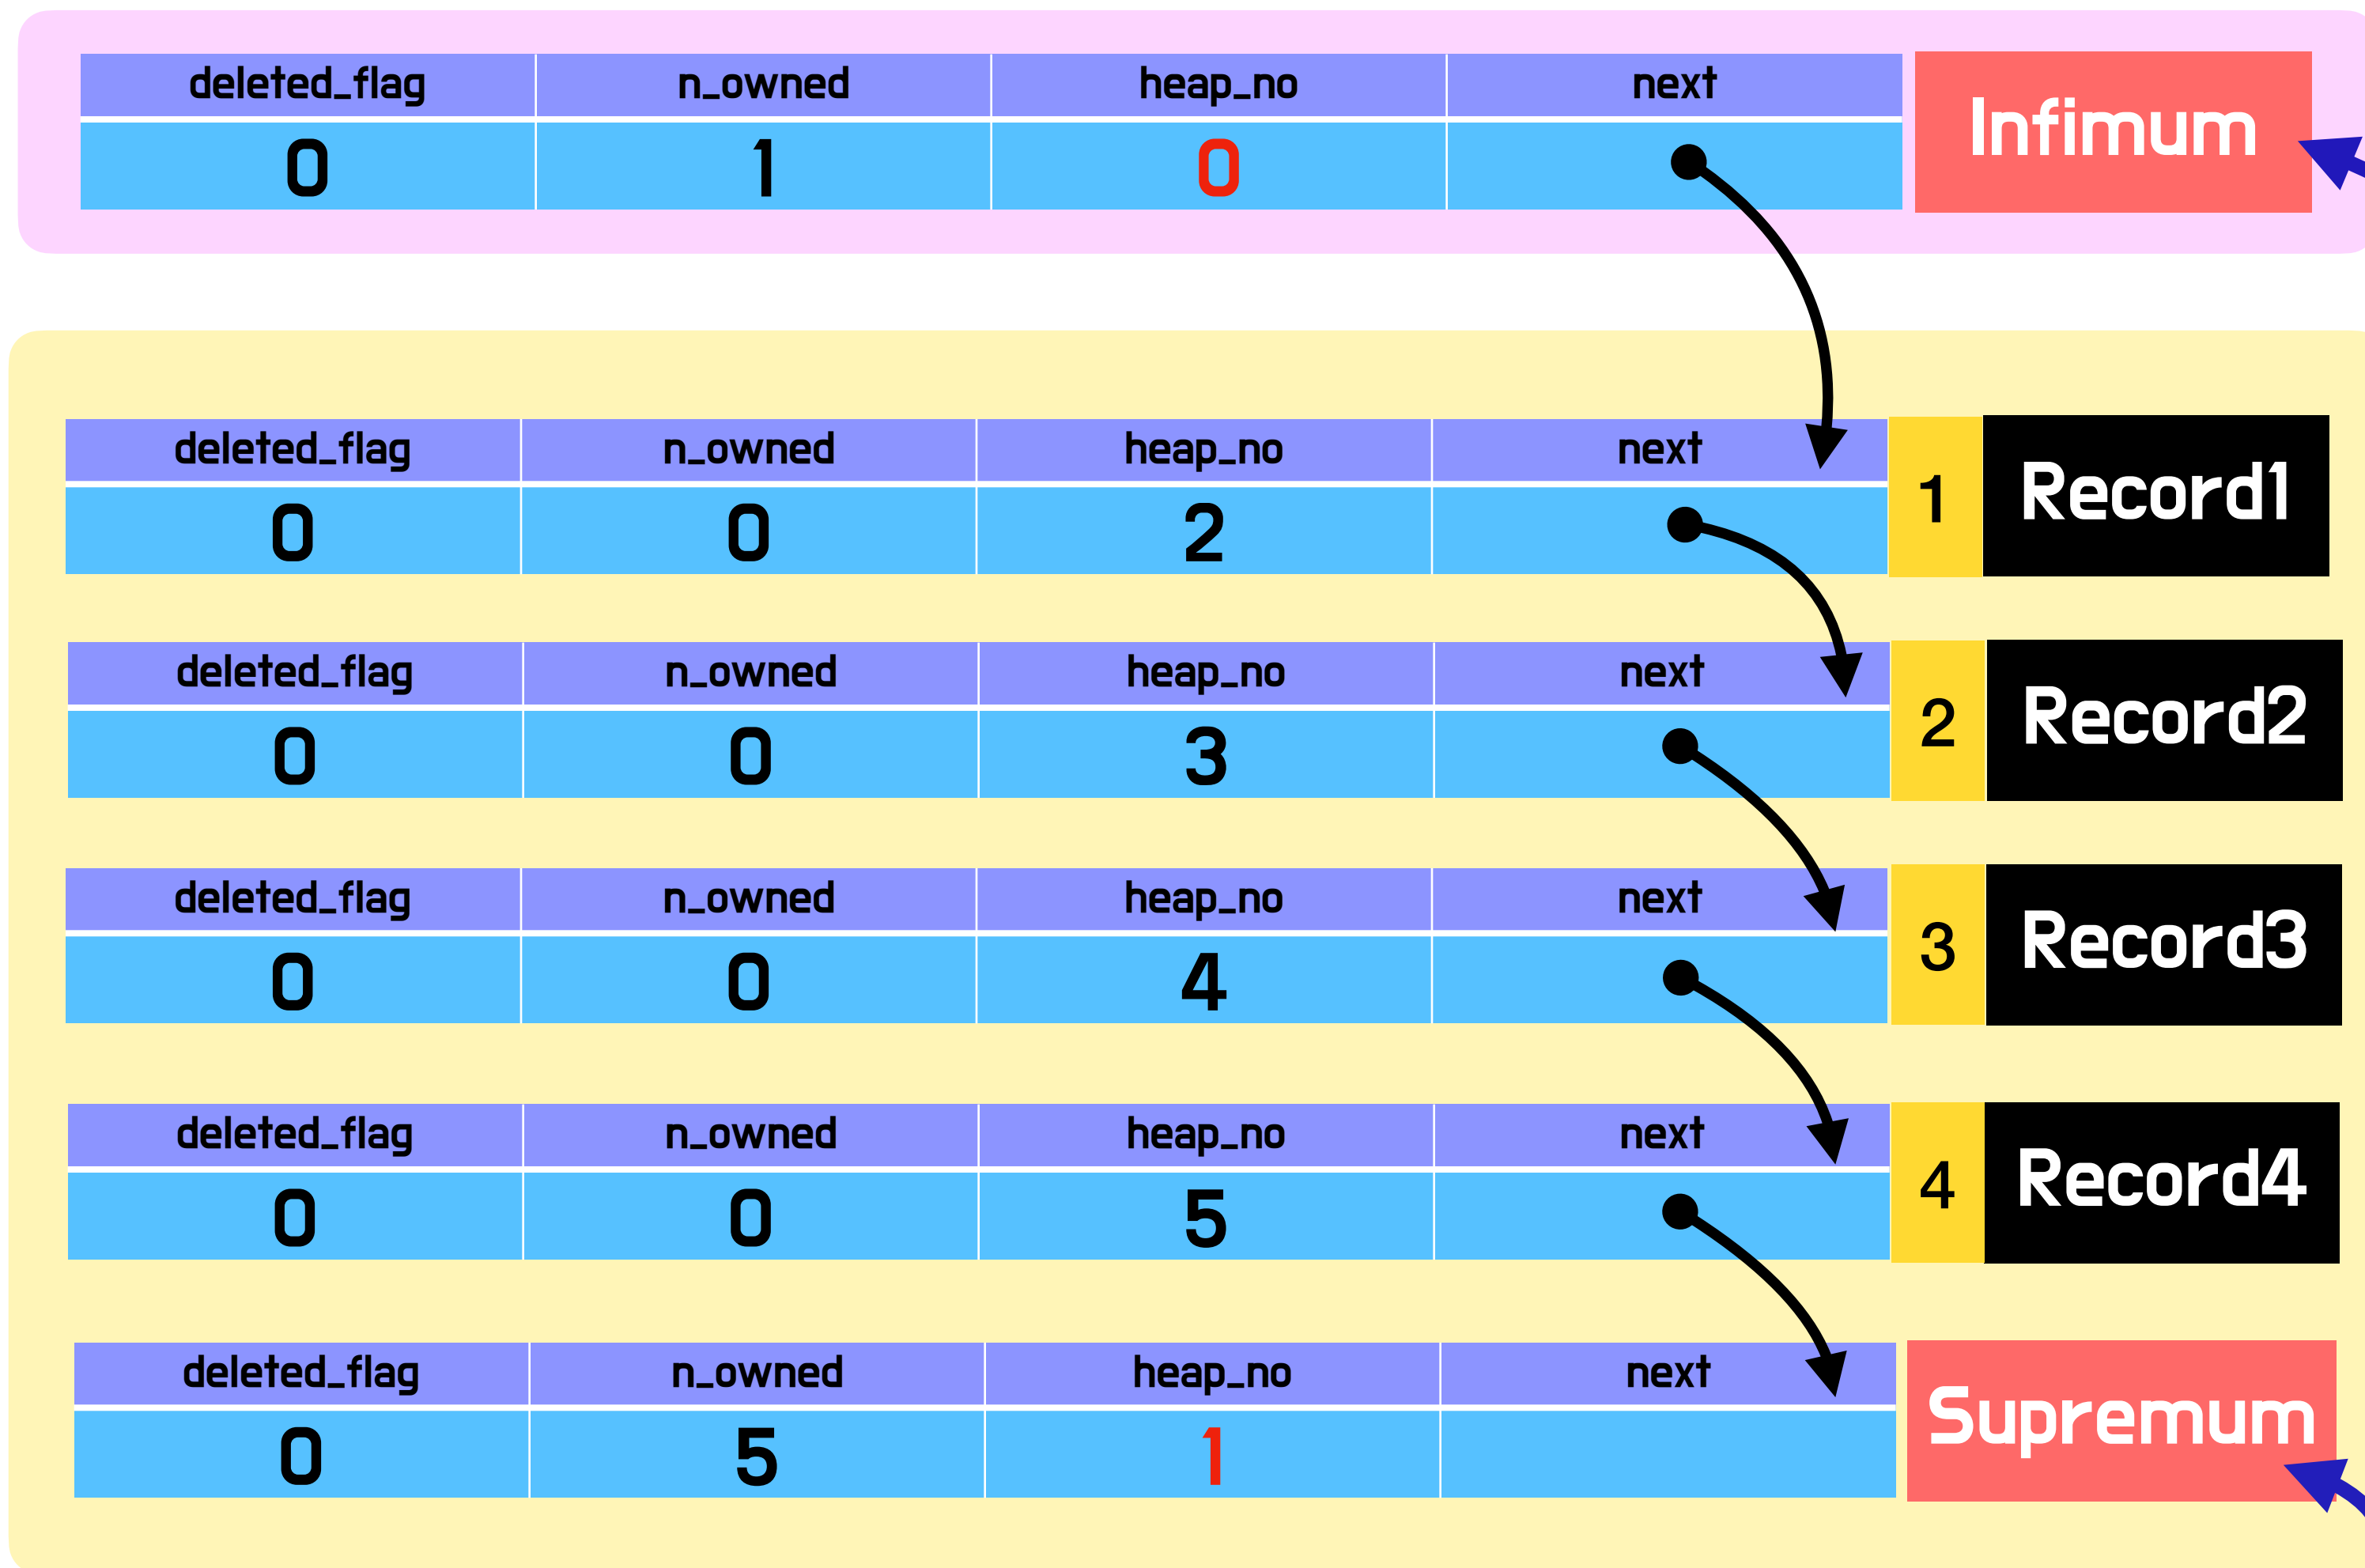 deleted_flag n_owned heap_no next Infimum
0 1 0
deleted_flag n_owned heap_no next 1 Record1
0 0 2
deleted_flag n_owned heap_no next 2 Record2
0 0 3
deleted_flag n_owned heap_no next 3 Record3
0 0 4
deleted_flag n_owned heap_no next 4 Record4
0 0 5
deleted_flag n_owned heap_no next Supremum
0 5 1